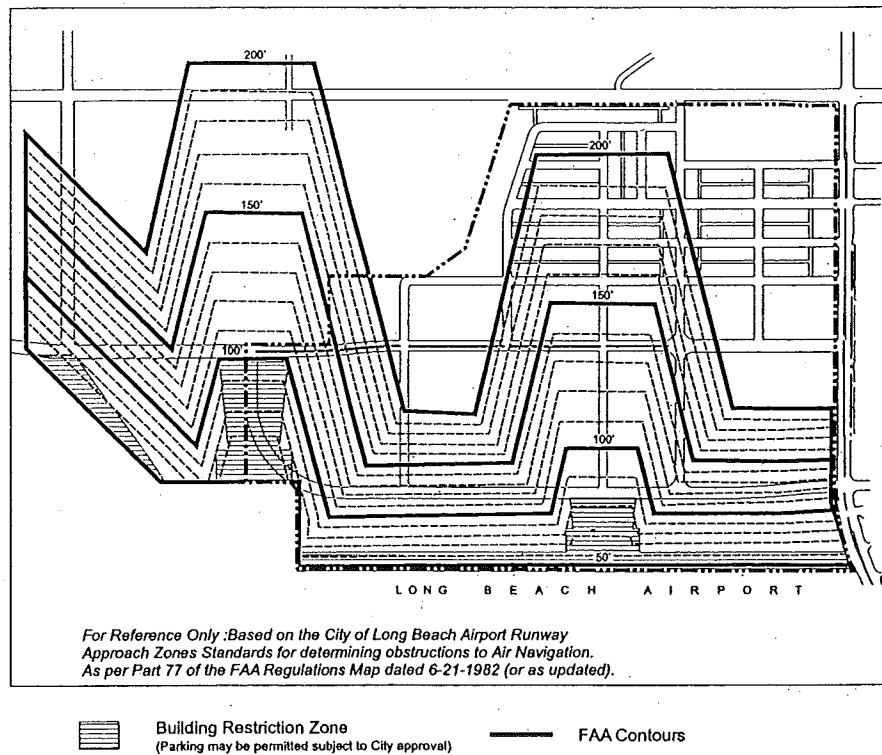 200'
200'
150'
150'
100'
100'
50'
LONG BEACH AIRPORT
For Reference Only :Based on the City of Long Beach Airport Runway
Approach Zones Standards for determining obstructions to Air Navigation.
As per Part 77 of the FAA Regulations Map dated 6-21-1982 (or as updated).
Building Restriction Zone
(Parking may be permitted subject to City approval)
FAA Contours